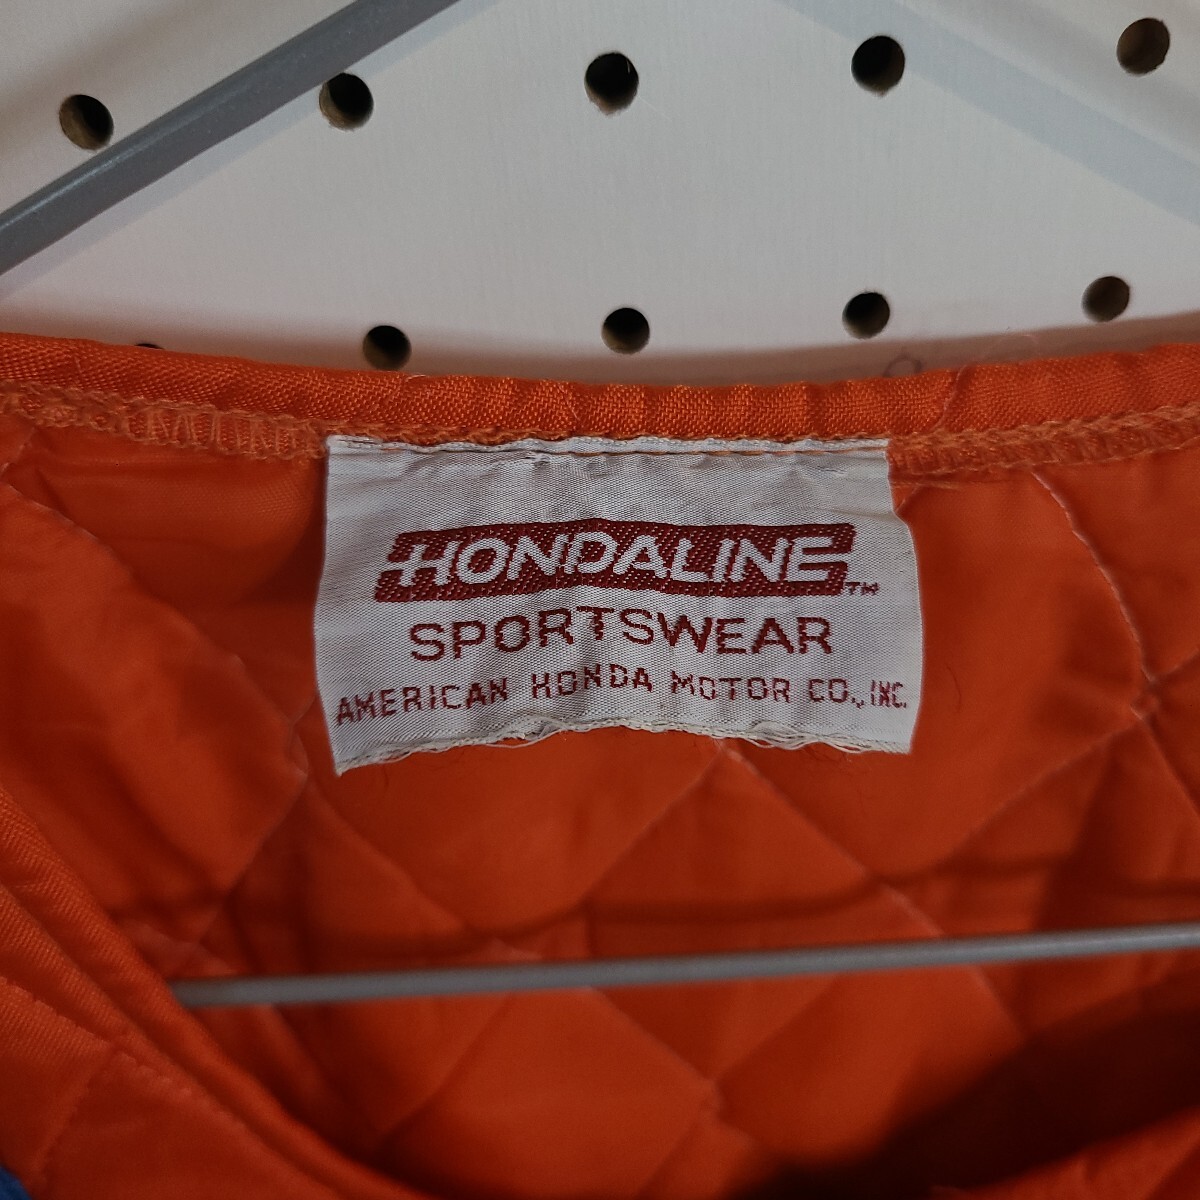 HONDALINE™
SPORTSWEAR
AMERICAN HONDA MOTOR CO., INC.